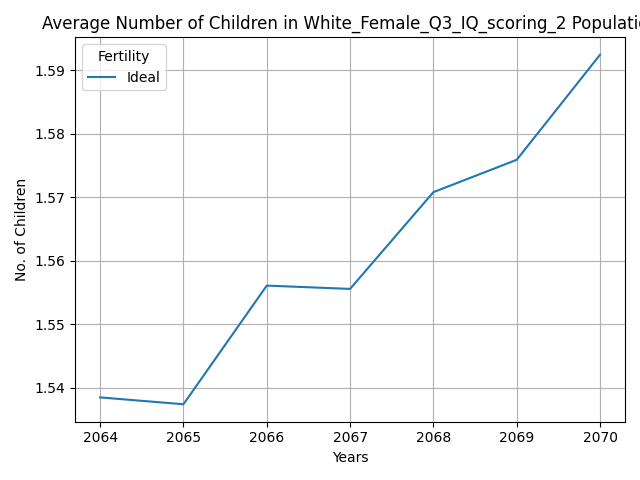 Average Number of Children in White_Female_Q3_IQ_scoring_2 Populatio
Fertility
Ideal
1.59
1.58
1.57
1.56
1.55
1.54
No. of Children
2064 2065 2066 2067 2068 2069 2070
Years